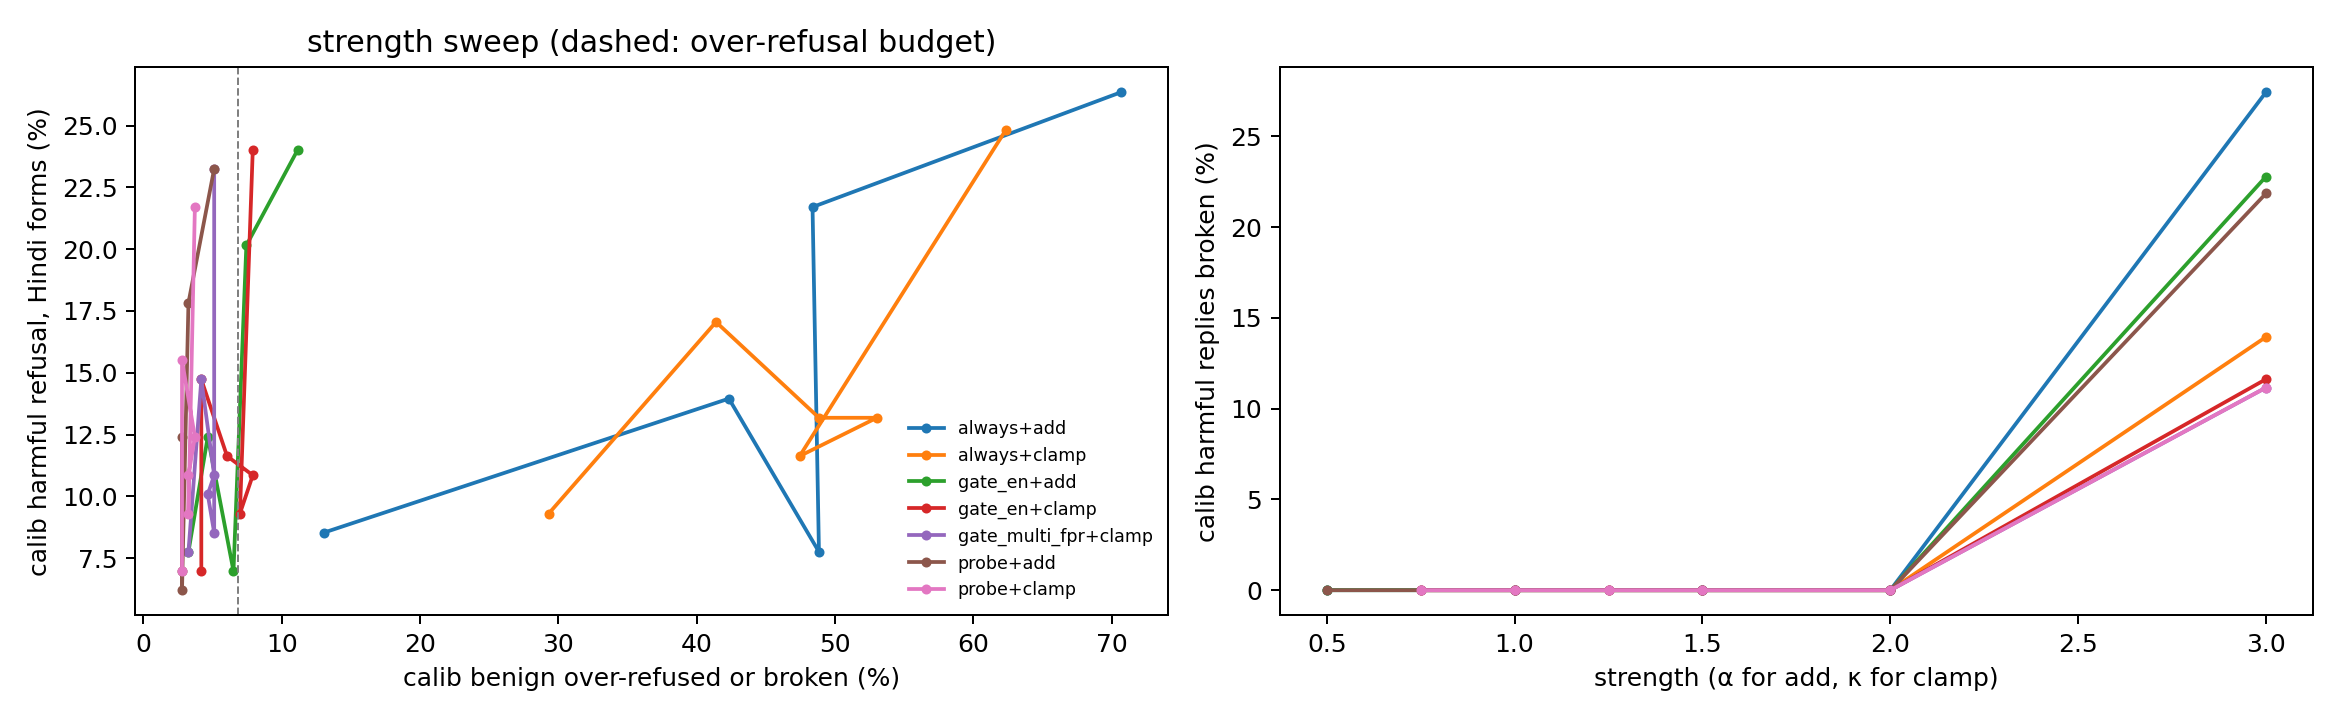 strength sweep (dashed: over-refusal budget)
calib harmful refusal, Hindi forms (%)
25.0
22.5
20.0
17.5
15.0
12.5
10.0
7.5
0 10 20 30 40 50 60 70
calib benign over-refused or broken (%)
always+add
always+clamp
gate_en+add
gate_en+clamp
gate_multi_fpr+clamp
probe+add
probe+clamp
calib harmful replies broken (%)
25
20
15
10
5
0
0.5 1.0 1.5 2.0 2.5 3.0
strength (α for add, κ for clamp)